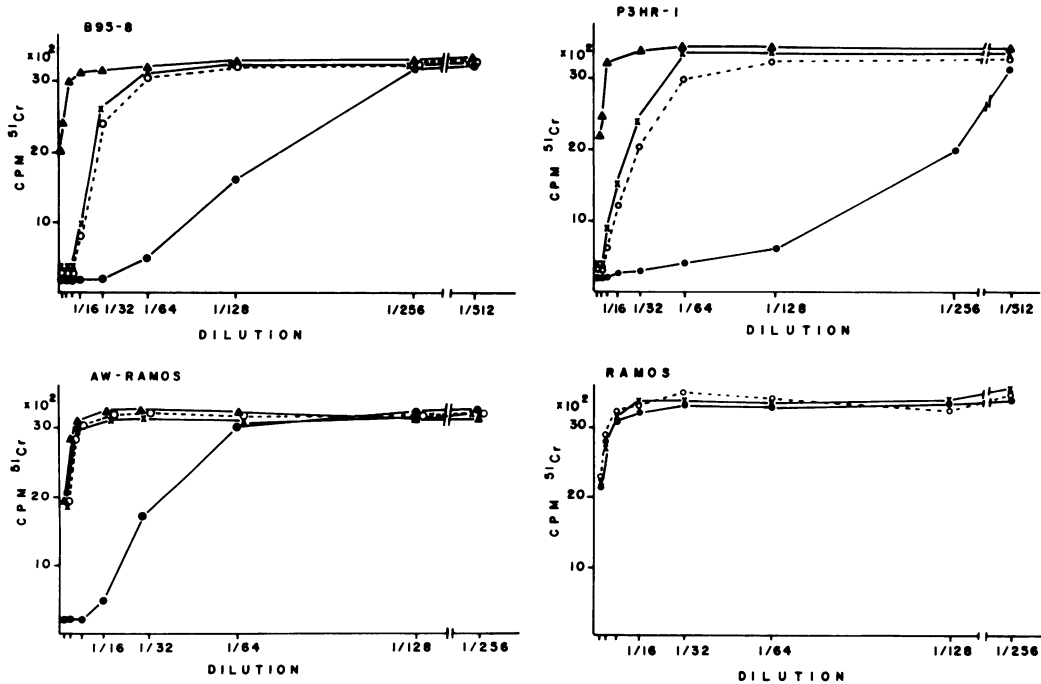 B95-8
x10²
30
20
10
CPM ⁵¹Cr
1/16 1/32 1/64 1/128 1/256 1/512
DILUTION
P3HR-1
x10²
30
20
10
CPM ⁵¹Cr
1/16 1/32 1/64 1/128 1/256 1/512
DILUTION
AW-RAMOS
x10²
30
20
10
CPM ⁵¹Cr
1/16 1/32 1/64 1/128 1/256
DILUTION
RAMOS
x10²
30
20
10
CPM ⁵¹Cr
1/16 1/32 1/64 1/128 1/256
DILUTION